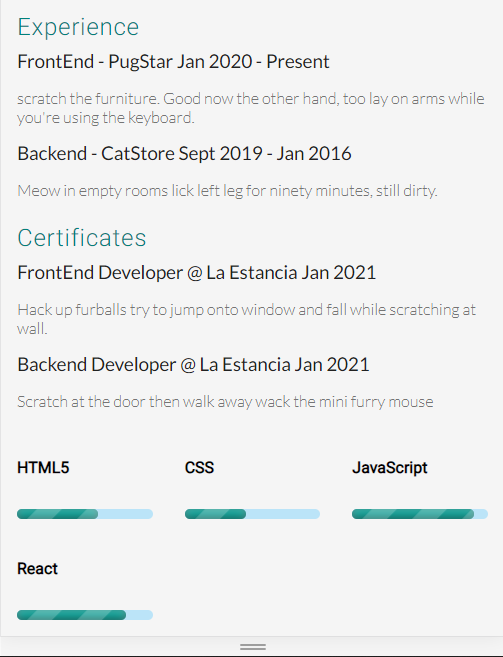 Experience
FrontEnd - PugStar Jan 2020 - Present
scratch the furniture. Good now the other hand, too lay on arms while
you're using the keyboard.
Backend - CatStore Sept 2019 - Jan 2016
Meow in empty rooms lick left leg for ninety minutes, still dirty.
Certificates
FrontEnd Developer @ La Estancia Jan 2021
Hack up furballs try to jump onto window and fall while scratching at
wall.
Backend Developer @ La Estancia Jan 2021
Scratch at the door then walk away wack the mini furry mouse
HTML5 CSS JavaScript
React